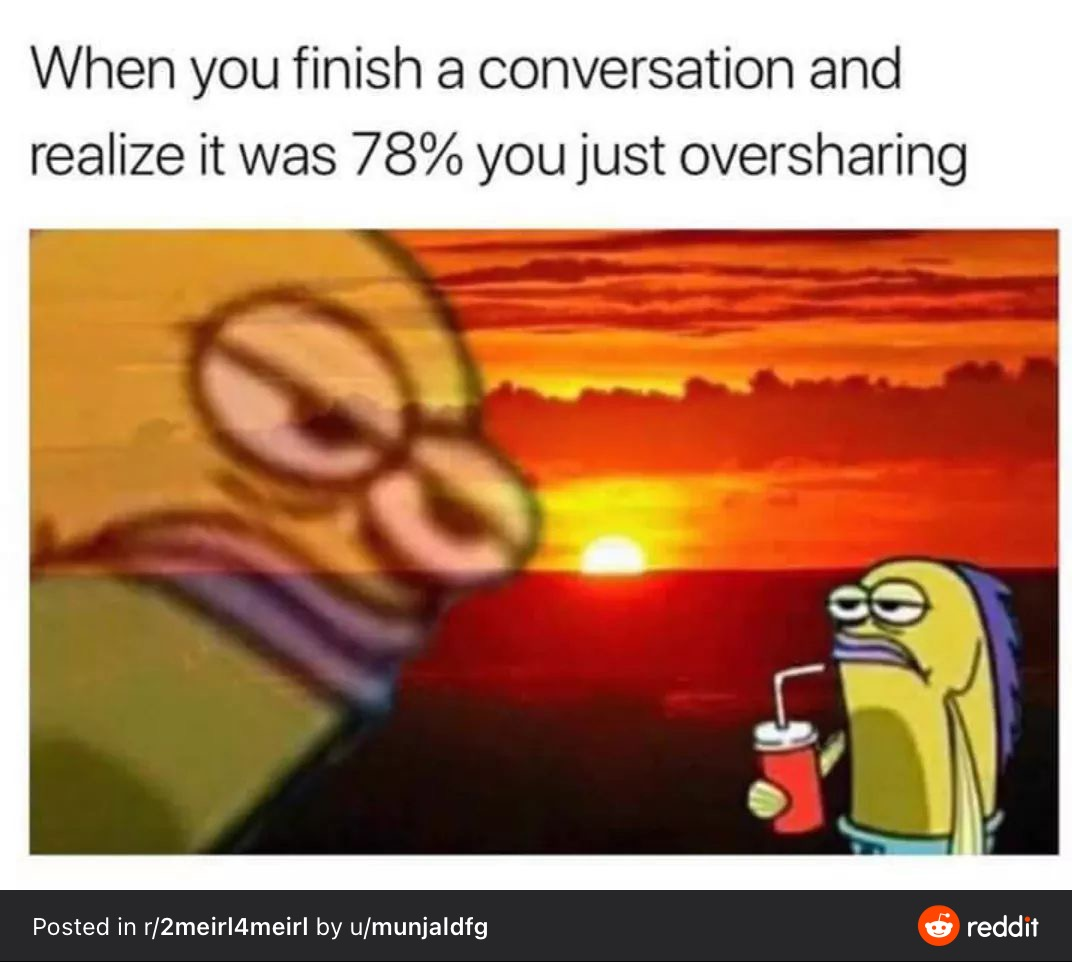 When you finish a conversation and
realize it was 78% you just oversharing
Posted in r/2meirl4meirl by u/munjaldfg
reddit